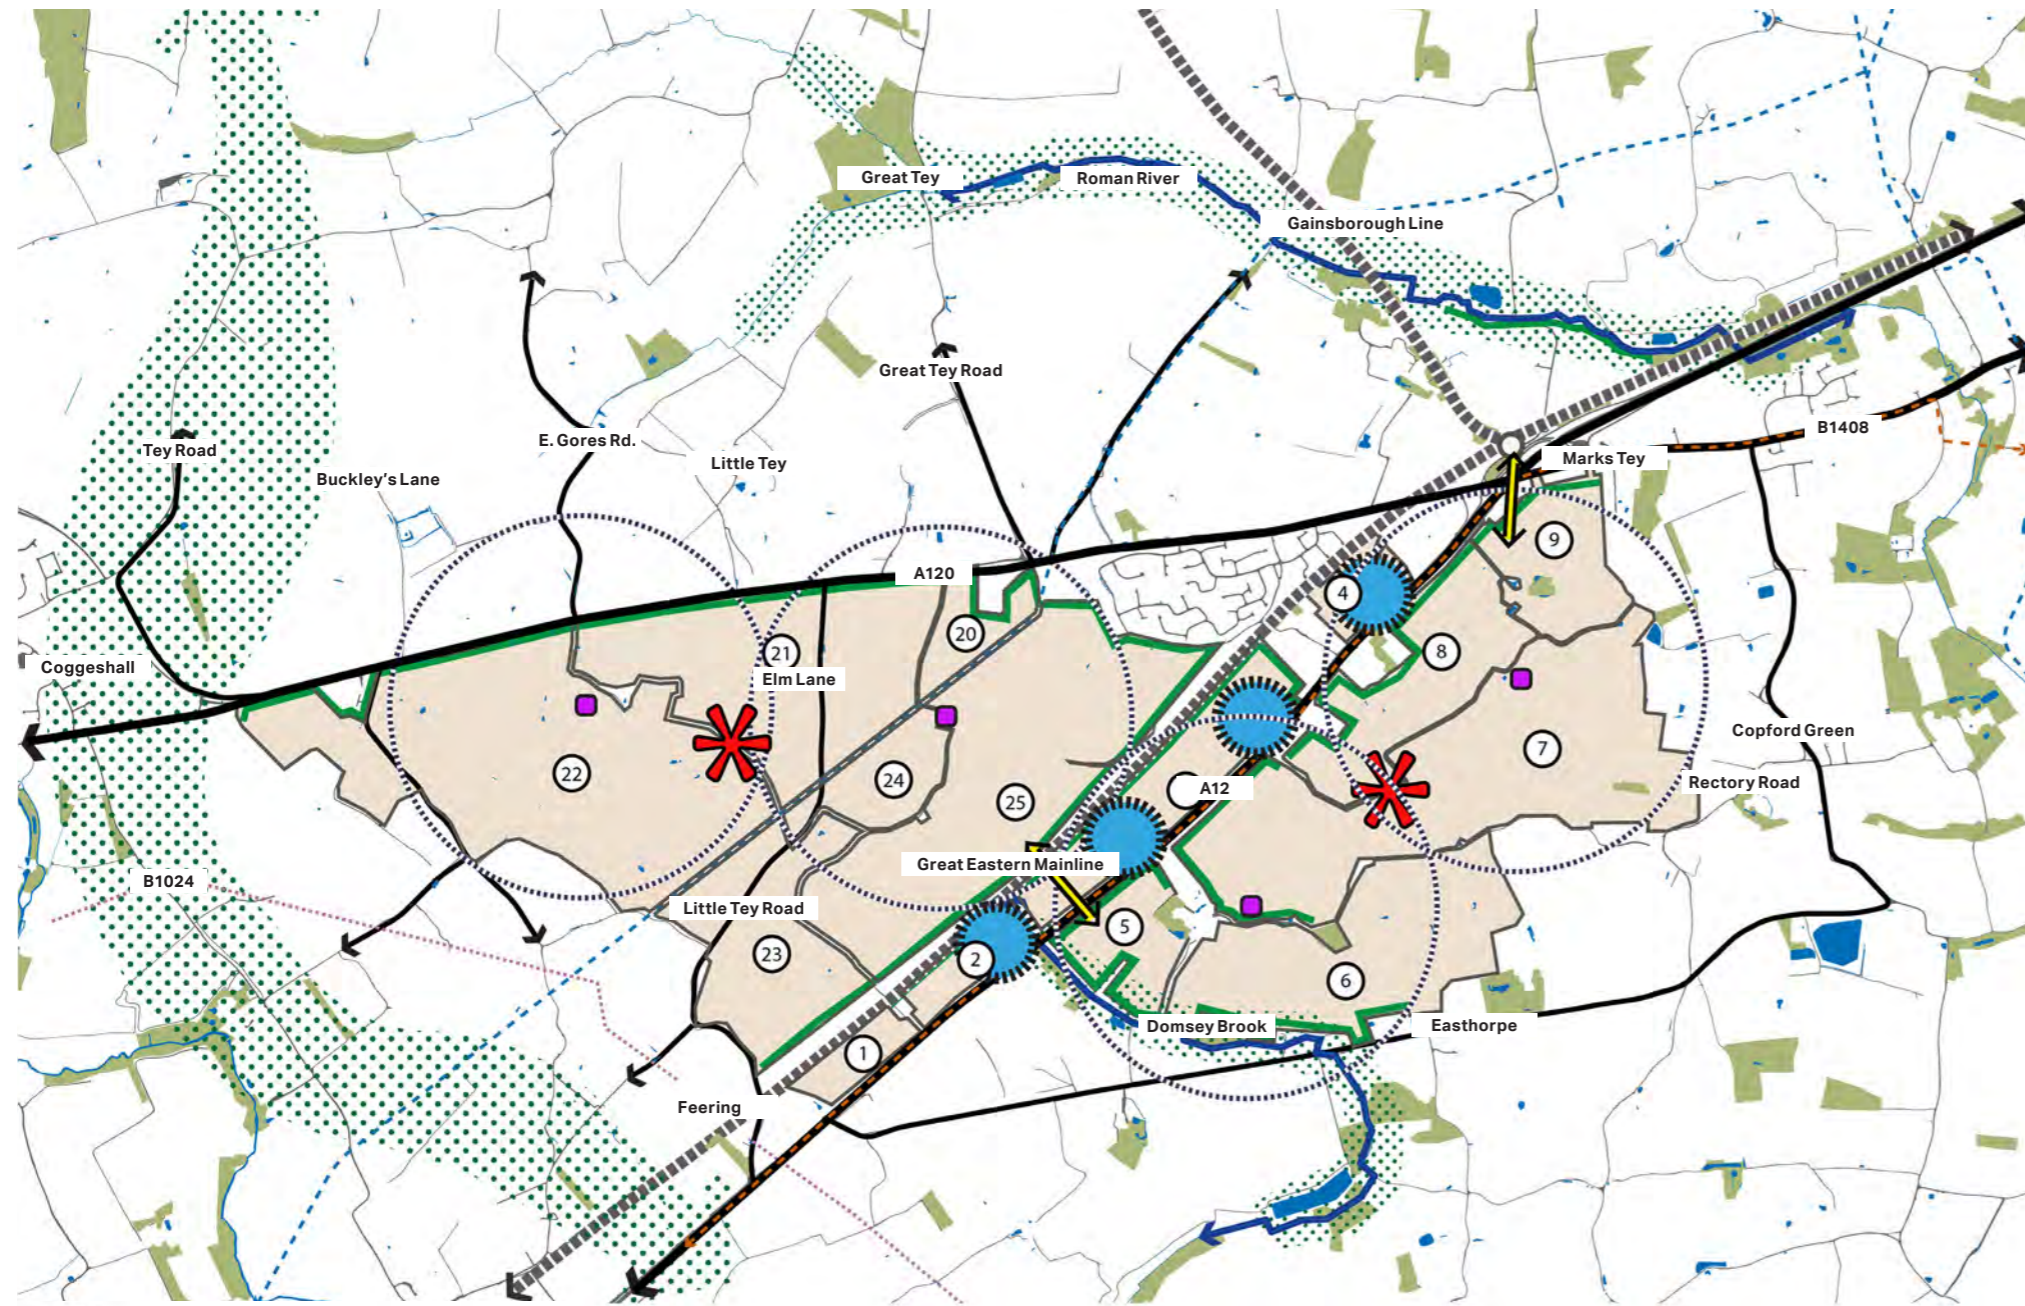 Great Tey
Roman River
Gainsborough Line
Great Tey Road
B1408
Tey Road
E. Gores Rd.
Little Tey
Marks Tey
Buckley's Lane
9
A120
4
20
21
8
Coggeshall
Elm Lane
Copford Green
7
22
24
Rectory Road
A12
25
Great Eastern Mainline
B1024
Little Tey Road
5
23
2
6
Domsey Brook
Easthorpe
1
Feering